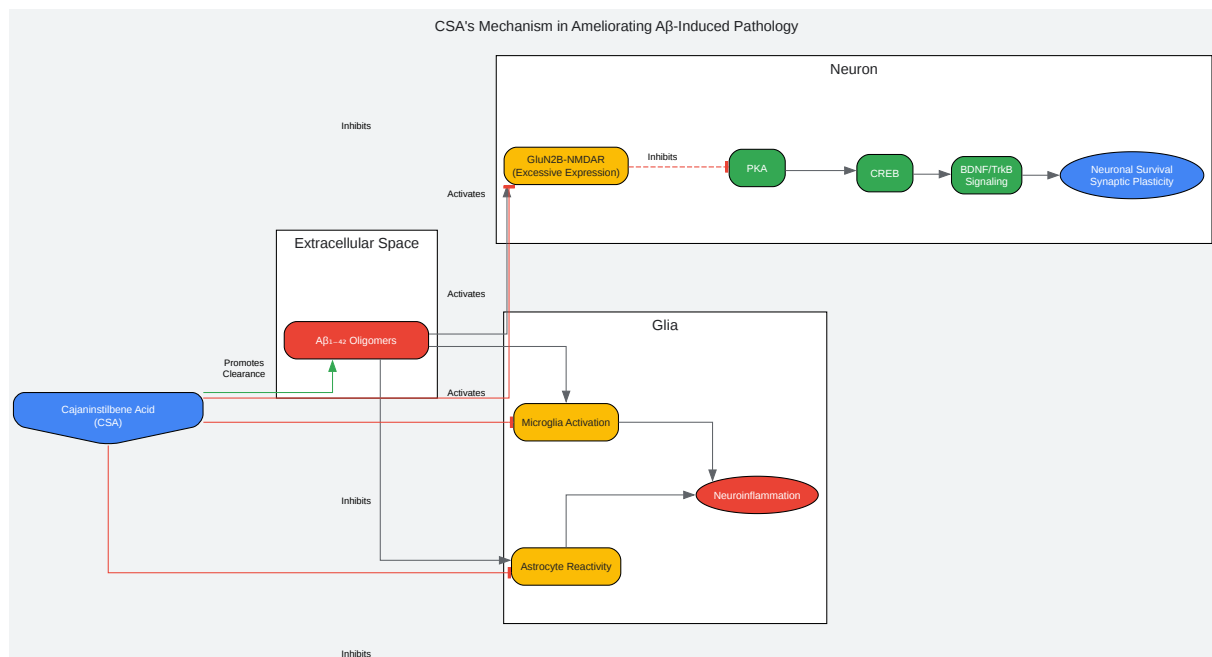 CSA's Mechanism in Ameliorating Aβ-Induced Pathology
Neuron
Inhibits
GluN2B-NMDAR
(Excessive Expression)
Inhibits
PKA
CREB
BDNF/TrkB
Signaling
Neuronal Survival
Synaptic Plasticity
Activates
Extracellular Space
Activates
Glia
Aβ₁₋₄₂ Oligomers
Promotes
Clearance
Activates
Cajaninstilbene Acid
(CSA)
Microglia Activation
Inhibits
Neuroinflammation
Astrocyte Reactivity
Inhibits